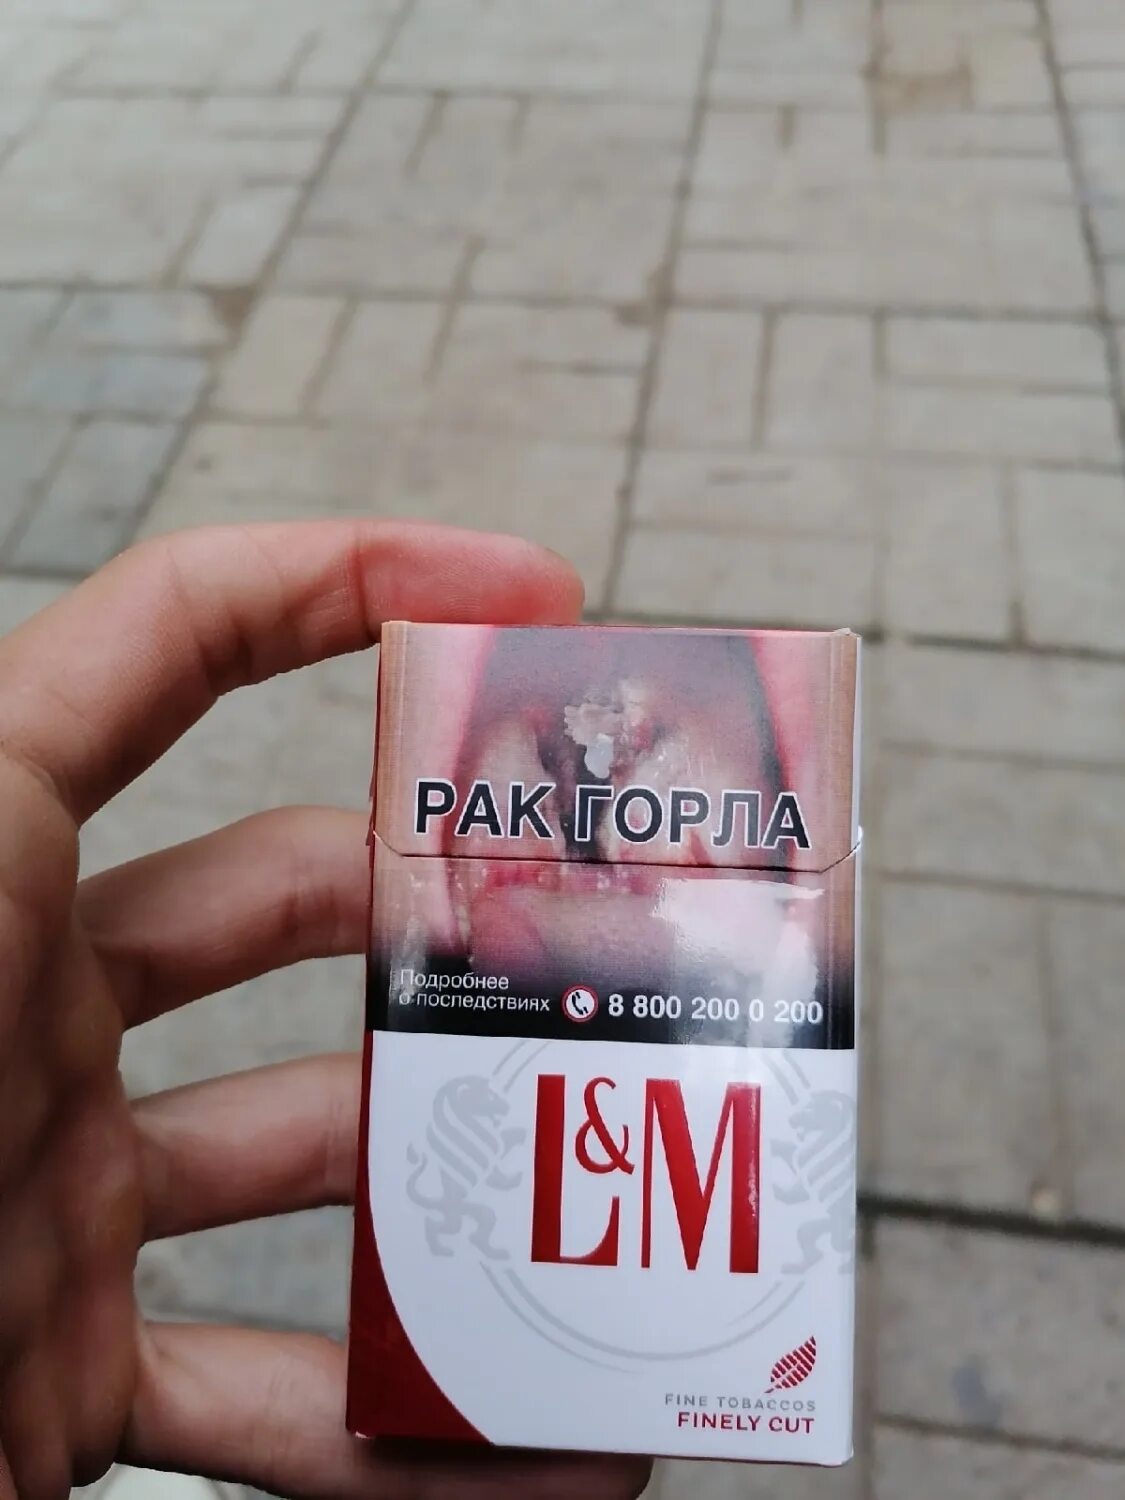 РАК ГОРЛА
Подробнее
о последствиях 8 800 200 0 200
L&M
FINE TOBACCOS
FINELY CUT